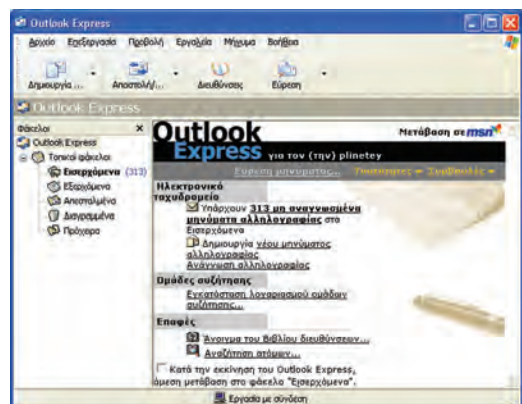 Outlook Express
Αρχείο Επεξεργασία Προβολή Εργαλεία Μήνυμα Βοήθεια
Δημιουργία ... Αποστολή/... Διευθύνσεις Εύρεση
Outlook Express
Φάκελοι
Outlook Express
Τοπικοί φάκελοι
Εισερχόμενα (313)
Εξερχόμενα
Απεσταλμένα
Διαγραμμένα
Πρόχειρα
Outlook Express
για τον (την) plinetey
Μετάβαση σε msn
Εύρεση μηνύματος...
Ηλεκτρονικό
ταχυδρομείο
Υπάρχουν 313 μη αναγνωσμένα
μηνύματα αλληλογραφίας στα
Εισερχόμενα
Δημιουργία νέου μηνύματος
αλληλογραφίας
Ανάγνωση αλληλογραφίας
Ομάδες συζήτησης
Εγκατάσταση λογαριασμού ομάδων
συζήτησης...
Επαφές
Άνοιγμα του Βιβλίου διευθύνσεων...
Αναζήτηση ατόμων...
Κατά την εκκίνηση του Outlook Express,
άμεση μετάβαση στο φάκελο "Εισερχόμενα".
Εργασία με σύνδεση